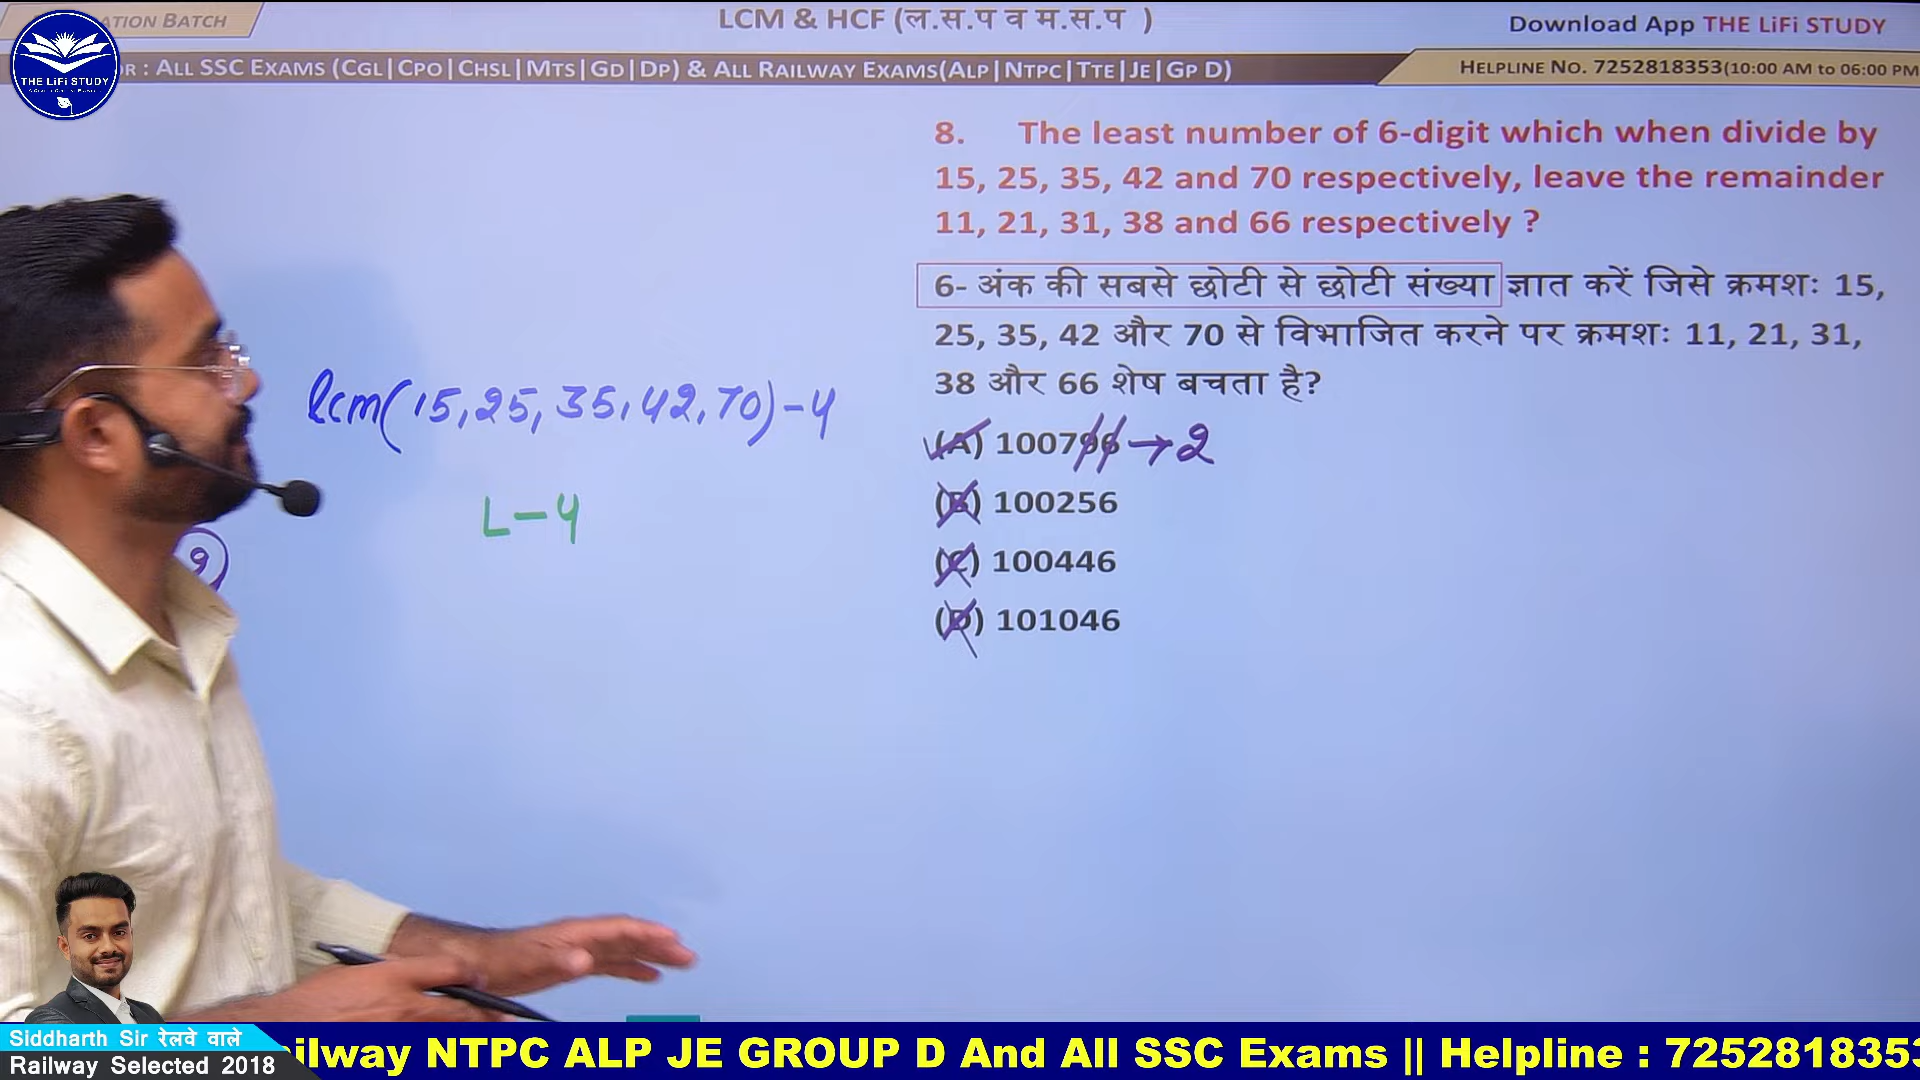 ATION BATCH
LCM & HCF (ल.स.प व म.स.प )
Download App THE LiFi STUDY
THE LiFi STUDY
R : ALL SSC EXAMS (CGL|CPO|CHSL|MTS|GD|DP) & ALL RAILWAY EXAMS(ALP|NTPC|TTE|JE|GP D)
HELPLINE NO. 7252818353(10:00 AM TO 06:00 PM
8. The least number of 6-digit which when divide by
15, 25, 35, 42 and 70 respectively, leave the remainder
11, 21, 31, 38 and 66 respectively ?
6- अंक की सबसे छोटी से छोटी संख्या ज्ञात करें जिसे क्रमशः 15,
25, 35, 42 और 70 से विभाजित करने पर क्रमशः 11, 21, 31,
38 और 66 शेष बचता है?
lcm(15,25,35,42,70)-4
L-4
9
(A) 100796 → 2
(B) 100256
(C) 100446
(D) 101046
Siddharth Sir रेलवे वाले
Railway Selected 2018
ilway NTPC ALP JE GROUP D And All SSC Exams || Helpline : 7252818353